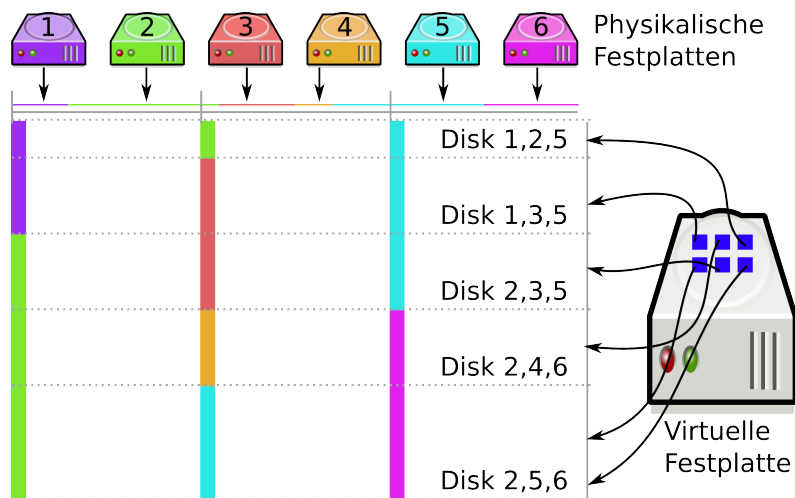 1 2 3 4 5 6
Physikalische
Festplatten
Disk 1,2,5
Disk 1,3,5
Disk 2,3,5
Disk 2,4,6
Disk 2,5,6
Virtuelle
Festplatte